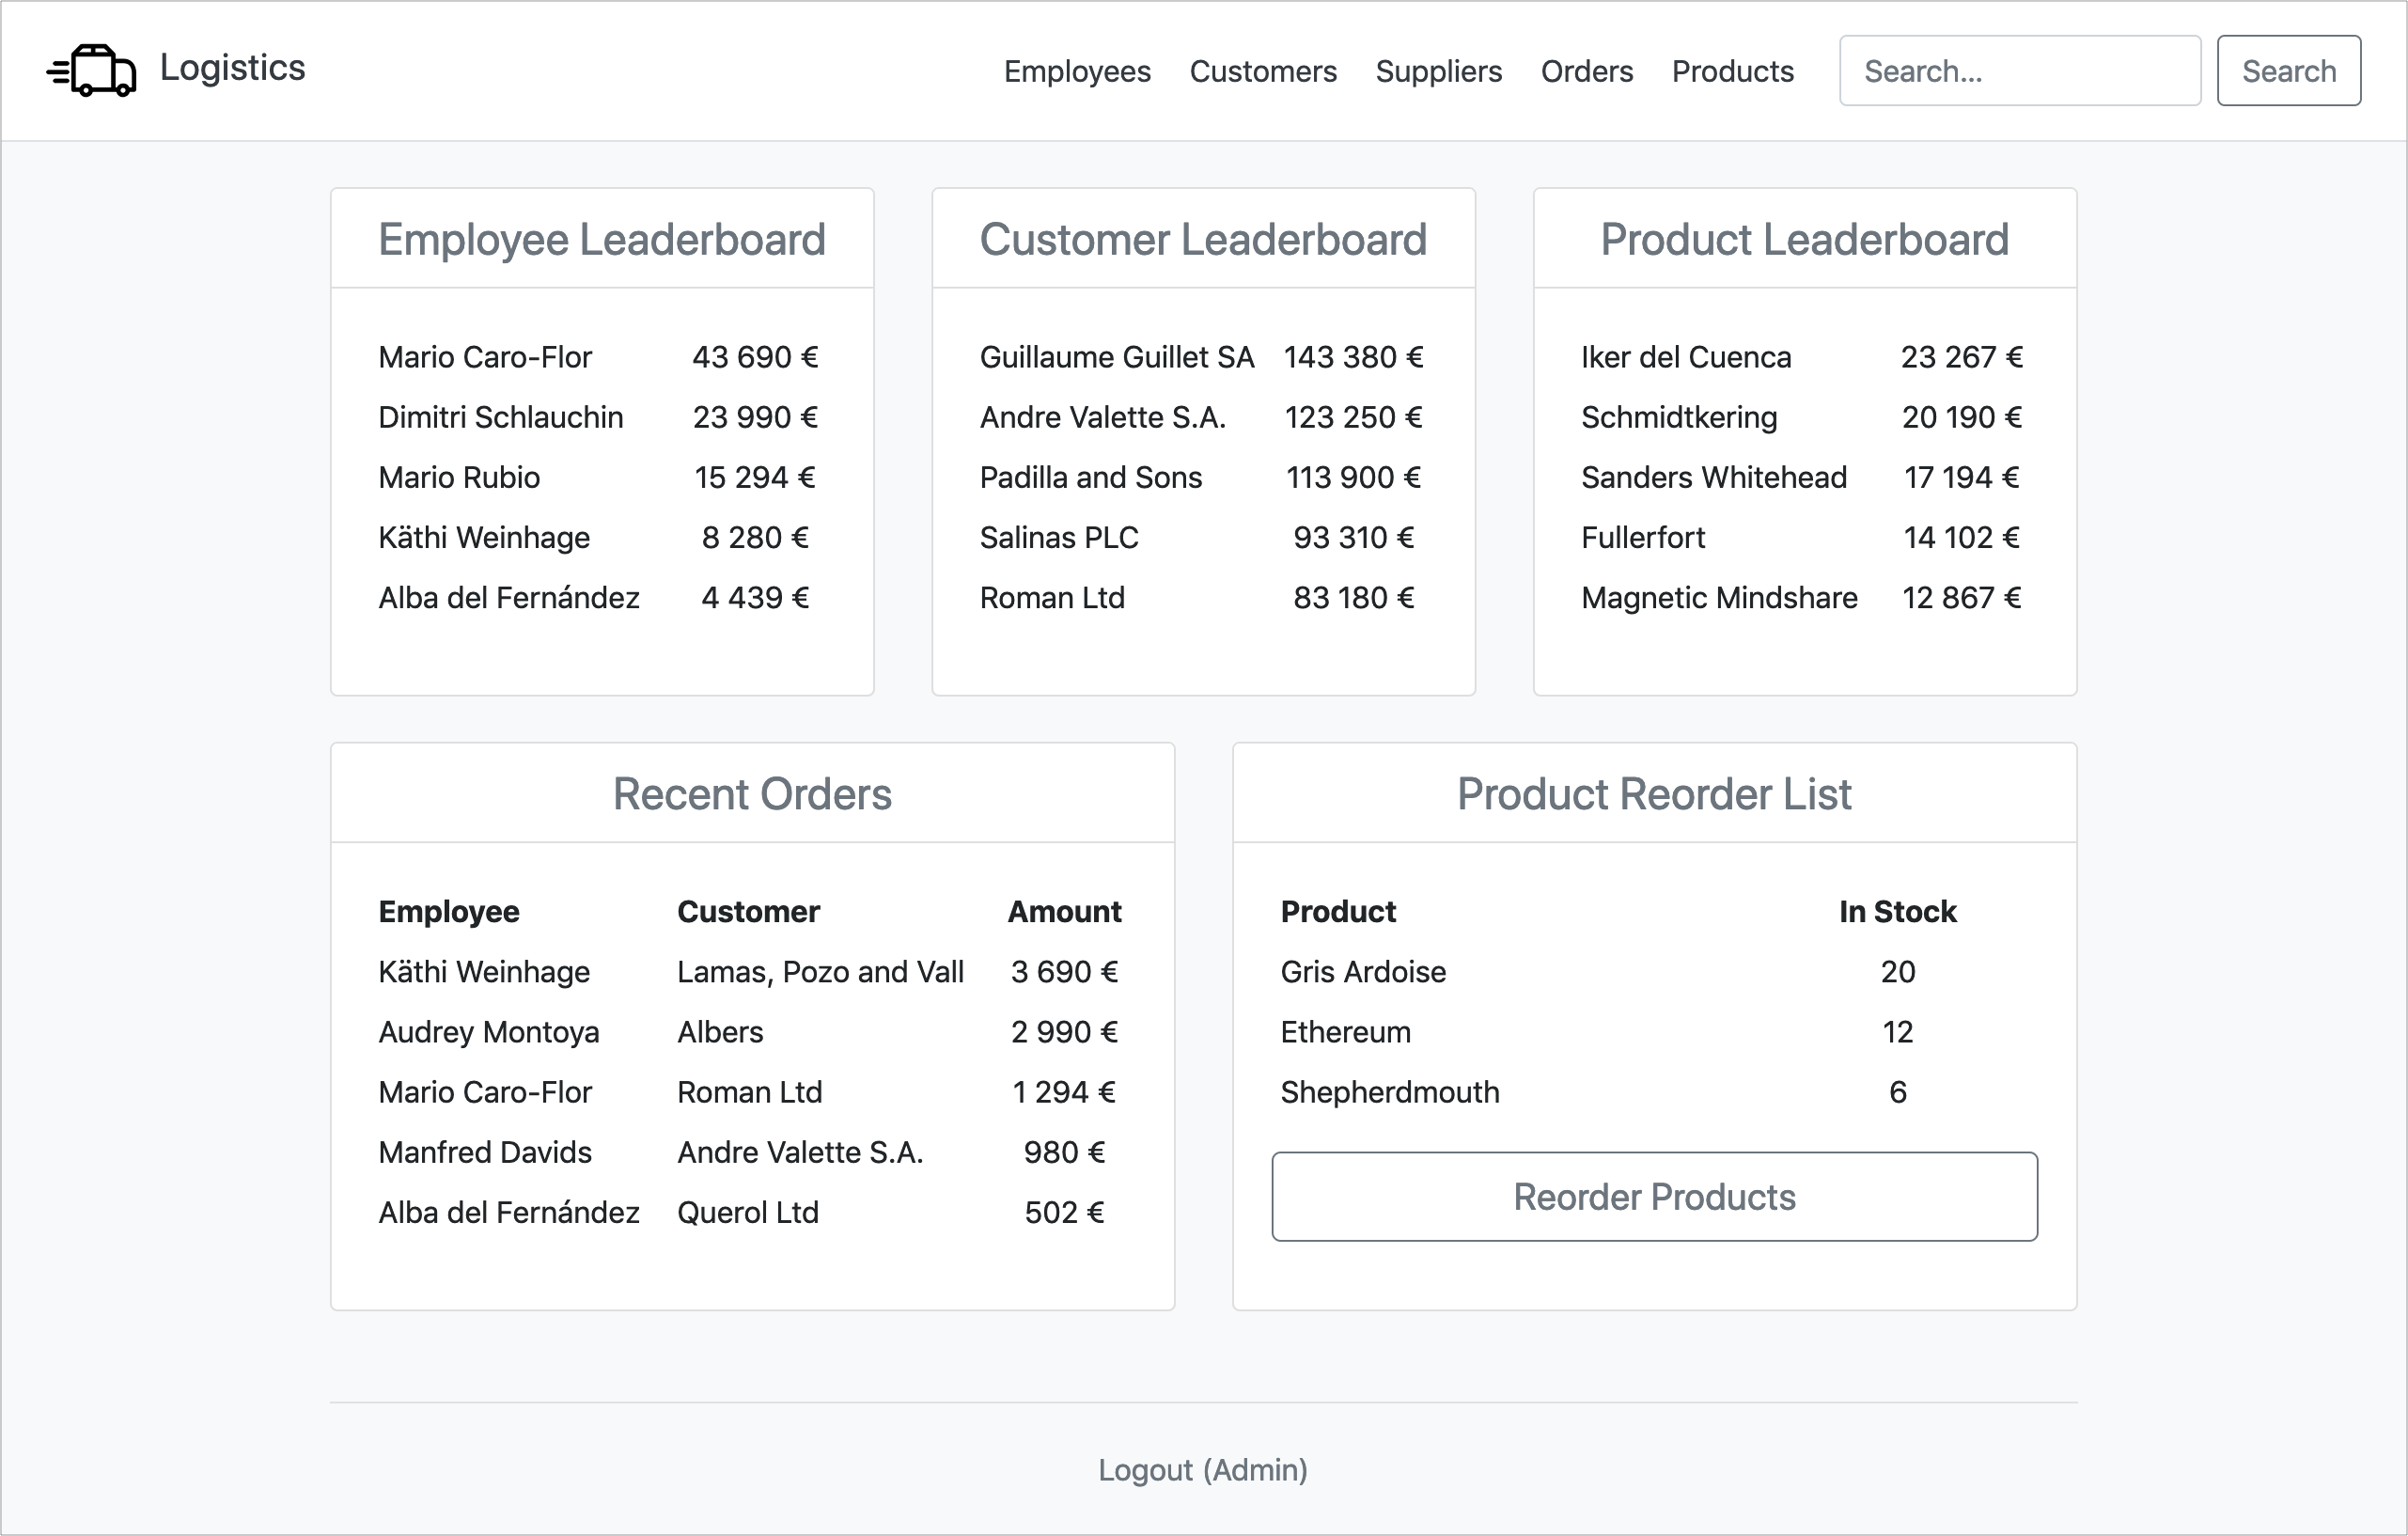 Logistics Employees Customers Suppliers Orders Products Search... Search
Employee Leaderboard
Mario Caro-Flor 43 690 €
Dimitri Schlauchin 23 990 €
Mario Rubio 15 294 €
Käthi Weinhage 8 280 €
Alba del Fernández 4 439 €
Customer Leaderboard
Guillaume Guillet SA 143 380 €
Andre Valette S.A. 123 250 €
Padilla and Sons 113 900 €
Salinas PLC 93 310 €
Roman Ltd 83 180 €
Product Leaderboard
Iker del Cuenca 23 267 €
Schmidtkering 20 190 €
Sanders Whitehead 17 194 €
Fullerfort 14 102 €
Magnetic Mindshare 12 867 €
Recent Orders
Employee Customer Amount
Käthi Weinhage Lamas, Pozo and Vall 3 690 €
Audrey Montoya Albers 2 990 €
Mario Caro-Flor Roman Ltd 1 294 €
Manfred Davids Andre Valette S.A. 980 €
Alba del Fernández Querol Ltd 502 €
Product Reorder List
Product In Stock
Gris Ardoise 20
Ethereum 12
Shepherdmouth 6
Reorder Products
Logout (Admin)